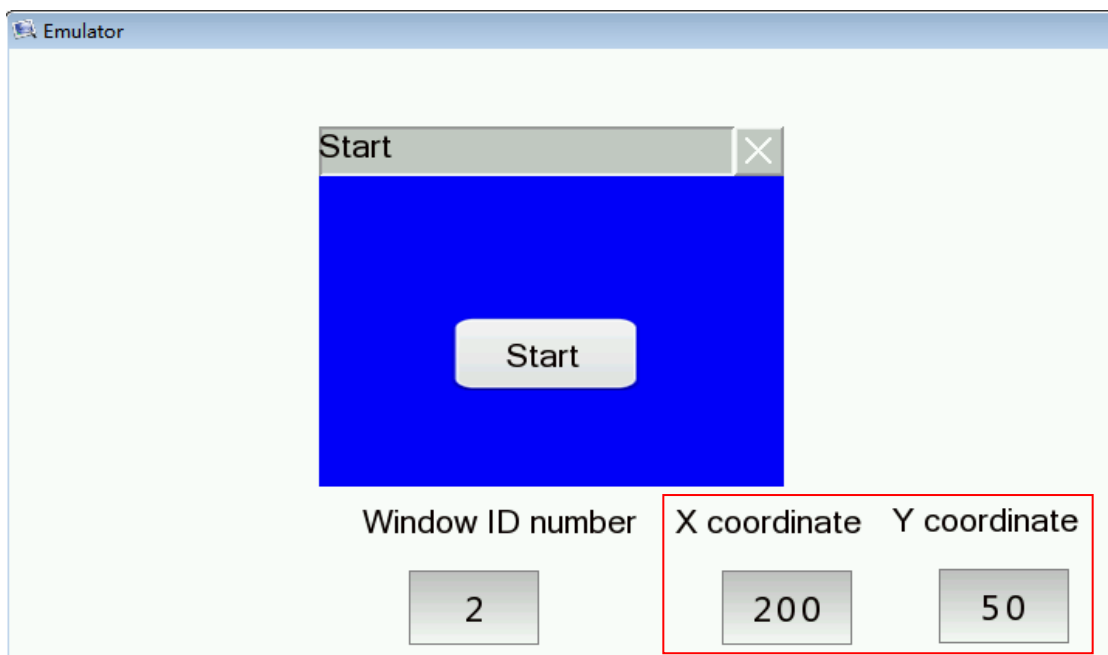 Emulator
Start
Start
Window ID number X coordinate Y coordinate
2 200 50